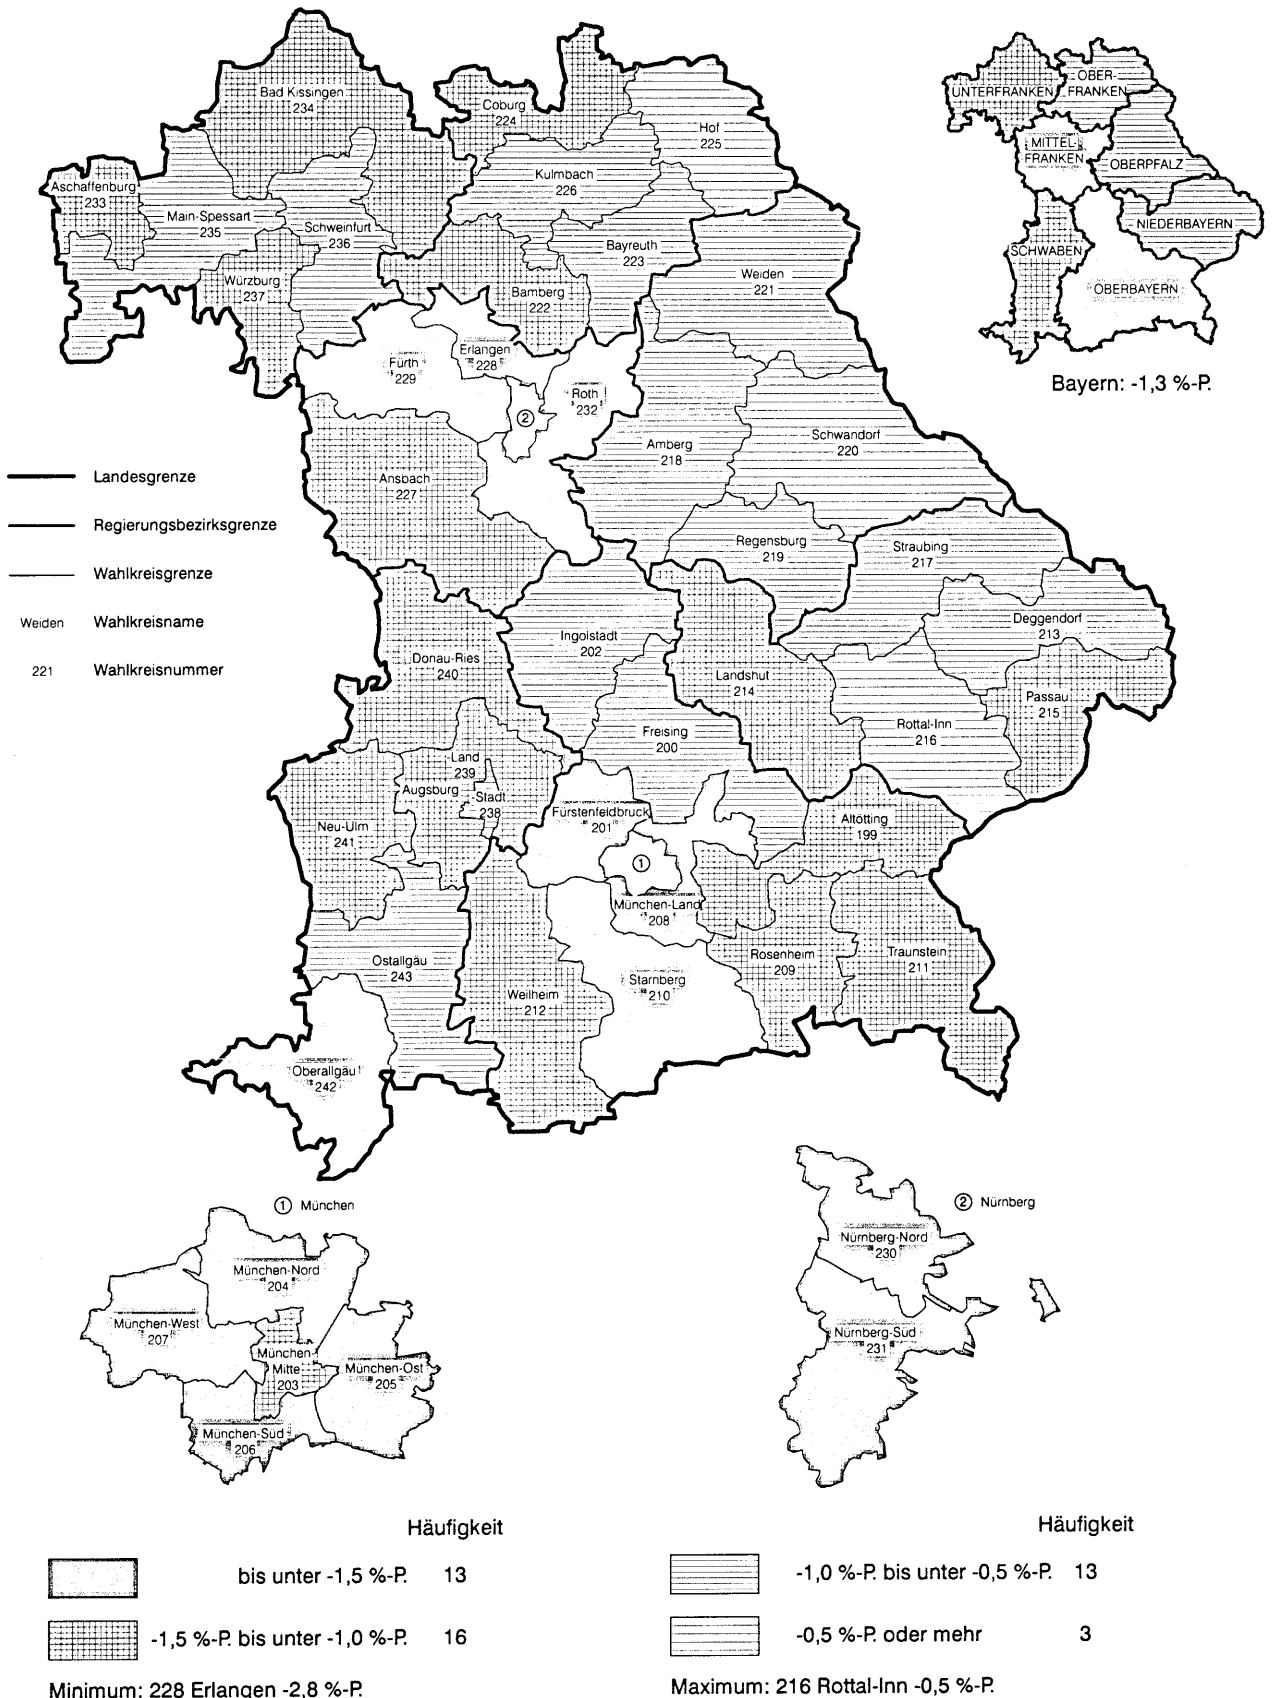 Bad Kissingen
234
Coburg
224
Hof
225
Aschaffenburg
233
Main-Spessart
235
Schweinfurt
236
Würzburg
237
Kulmbach
226
Bayreuth
223
Bamberg
222
Weiden
221
Fürth
229
Erlangen
228
Roth
232
②
Ansbach
227
Amberg
218
Schwandorf
220
Regensburg
219
Straubing
217
Deggendorf
213
Passau
215
Rottal-Inn
216
Landshut
214
Ingolstadt
202
Freising
200
Donau-Ries
240
Augsburg
-Land
239
-Stadt
238
Neu-Ulm
241
Fürstenfeldbruck
201
①
München-Land
208
Altötting
199
Rosenheim
209
Traunstein
211
Starnberg
210
Weilheim
212
Ostallgäu
243
Oberallgäu
242
UNTERFRANKEN
OBER-
FRANKEN
MITTEL-
FRANKEN
OBERPFALZ
NIEDERBAYERN
SCHWABEN
OBERBAYERN
Bayern: -1,3 %-P.
Landesgrenze
Regierungsbezirksgrenze
Wahlkreisgrenze
Weiden Wahlkreisname
221 Wahlkreisnummer
① München
München-Nord
204
München-West
207
München-
Mitte
203
München-Ost
205
München-Süd
206
② Nürnberg
Nürnberg-Nord
230
Nürnberg-Süd
231
Häufigkeit
bis unter -1,5 %-P. 13
-1,5 %-P. bis unter -1,0 %-P. 16
Minimum: 228 Erlangen -2,8 %-P.
Häufigkeit
-1,0 %-P. bis unter -0,5 %-P. 13
-0,5 %-P. oder mehr 3
Maximum: 216 Rottal-Inn -0,5 %-P.